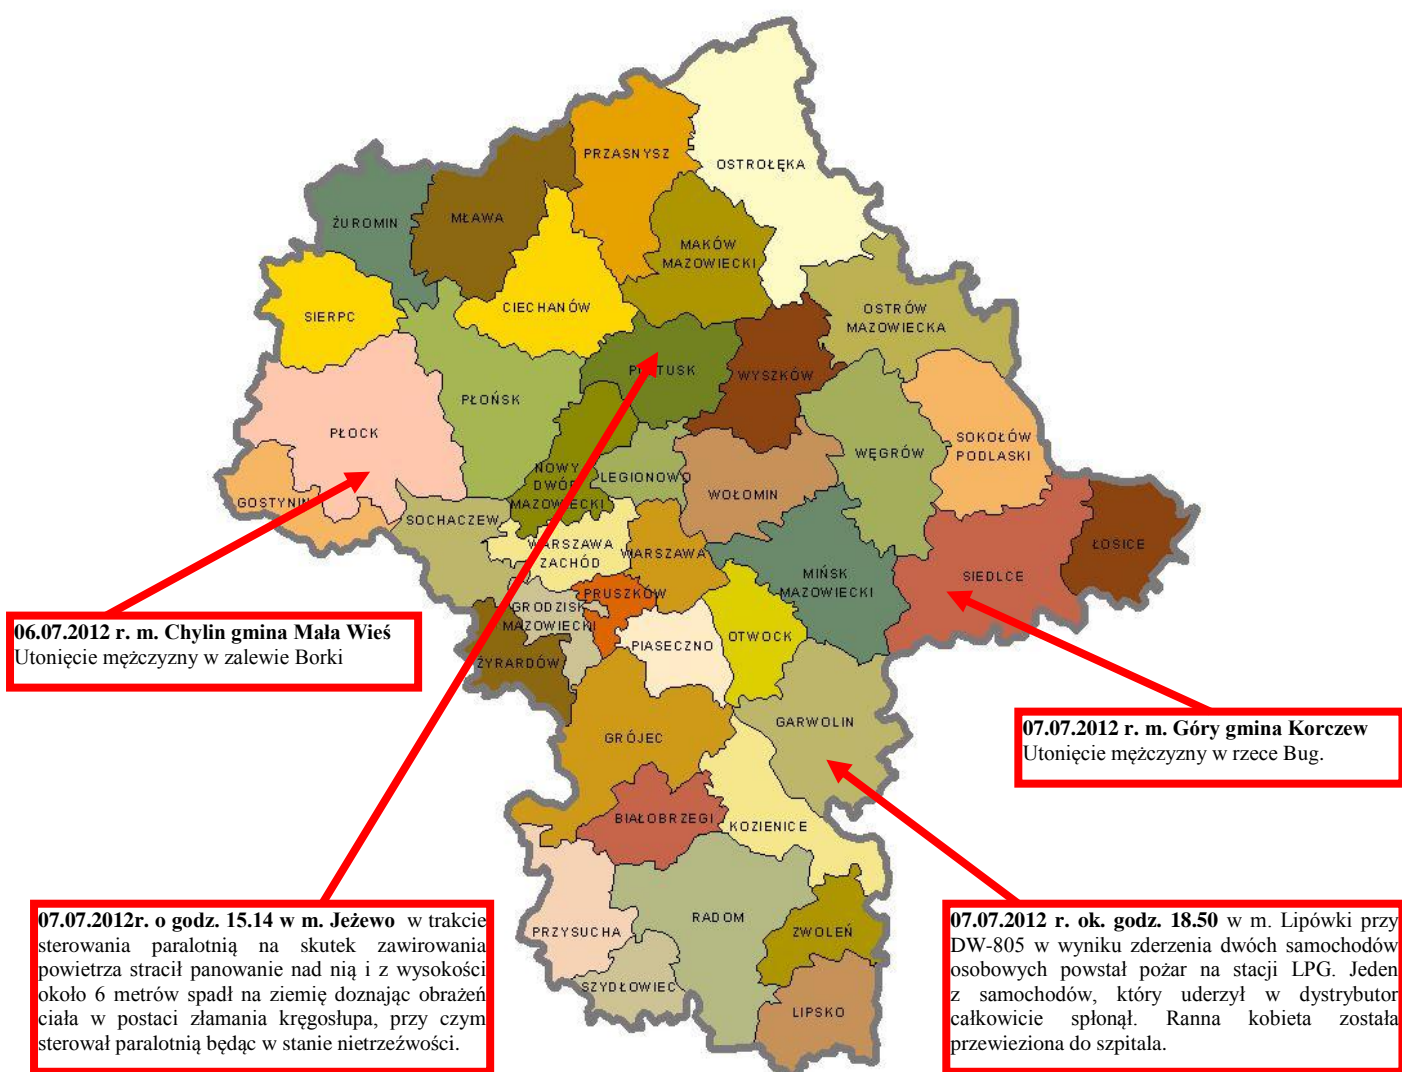 PRZASNYSZ
OSTROŁĘKA
ŻUROMIN
MŁAWA
MAKÓW
MAZOWIECKI
SIERPC
CIECHANÓW
OSTRÓW
MAZOWIECKA
PUŁTUSK
WYSZKÓW
PŁOŃSK
PŁOCK
WĘGRÓW
SOKOŁÓW
PODLASKI
NOWY
DWÓR
MAZOWIECKI
LEGIONOWO
WOŁOMIN
GOSTYNIN
SOCHACZEW
WARSZAWA
ZACHÓD
WARSZAWA
MIŃSK
MAZOWIECKI
SIEDLCE
ŁOSICE
PRUSZKÓW
GRODZISK
MAZOWIECKI
PIASECZNO
OTWOCK
ŻYRARDÓW
GARWOLIN
GRÓJEC
BIAŁOBRZEGI
KOZIENICE
PRZYSUCHA
RADOM
ZWOLEŃ
SZYDŁOWIEC
LIPSKO
06.07.2012 r. m. Chylin gmina Mała Wieś
Utonięcie mężczyzny w zalewie Borki
07.07.2012 r. m. Góry gmina Korczew
Utonięcie mężczyzny w rzece Bug.
07.07.2012r. o godz. 15.14 w m. Jeżewo w trakcie
sterowania paralotnią na skutek zawirowania
powietrza stracił panowanie nad nią i z wysokości
około 6 metrów spadł na ziemię doznając obrażeń
ciała w postaci złamania kręgosłupa, przy czym
sterował paralotnią będąc w stanie nietrzeźwości.
07.07.2012 r. ok. godz. 18.50 w m. Lipówki przy
DW-805 w wyniku zderzenia dwóch samochodów
osobowych powstał pożar na stacji LPG. Jeden
z samochodów, który uderzył w dystrybutor
całkowicie spłonął. Ranna kobieta została
przewieziona do szpitala.